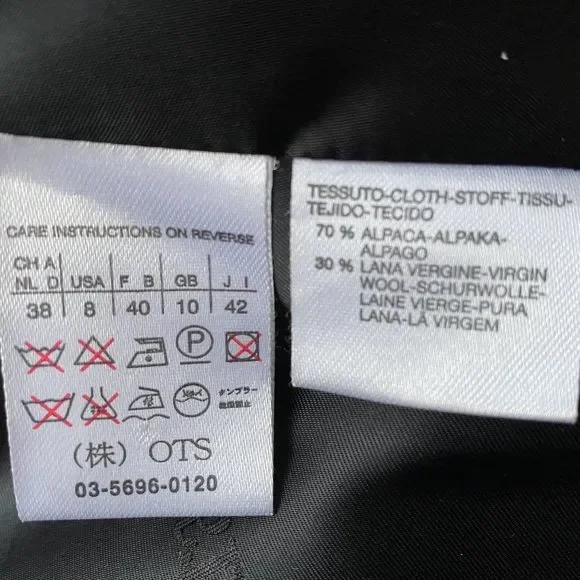 CARE INSTRUCTIONS ON REVERSE
CH A
NL D USA F B GB J I
38 8 40 10 42
P
タンブラー
乾燥禁止
(株) OTS
03-5696-0120
TESSUTO-CLOTH-STOFF-TISSU-
TEJIDO-TECIDO
70 % ALPACA-ALPAKA-
ALPAGO
30 % LANA VERGINE-VIRGIN
WOOL-SCHURWOLLE-
LAINE VIERGE-PURA
LANA-LÀ VIRGEM